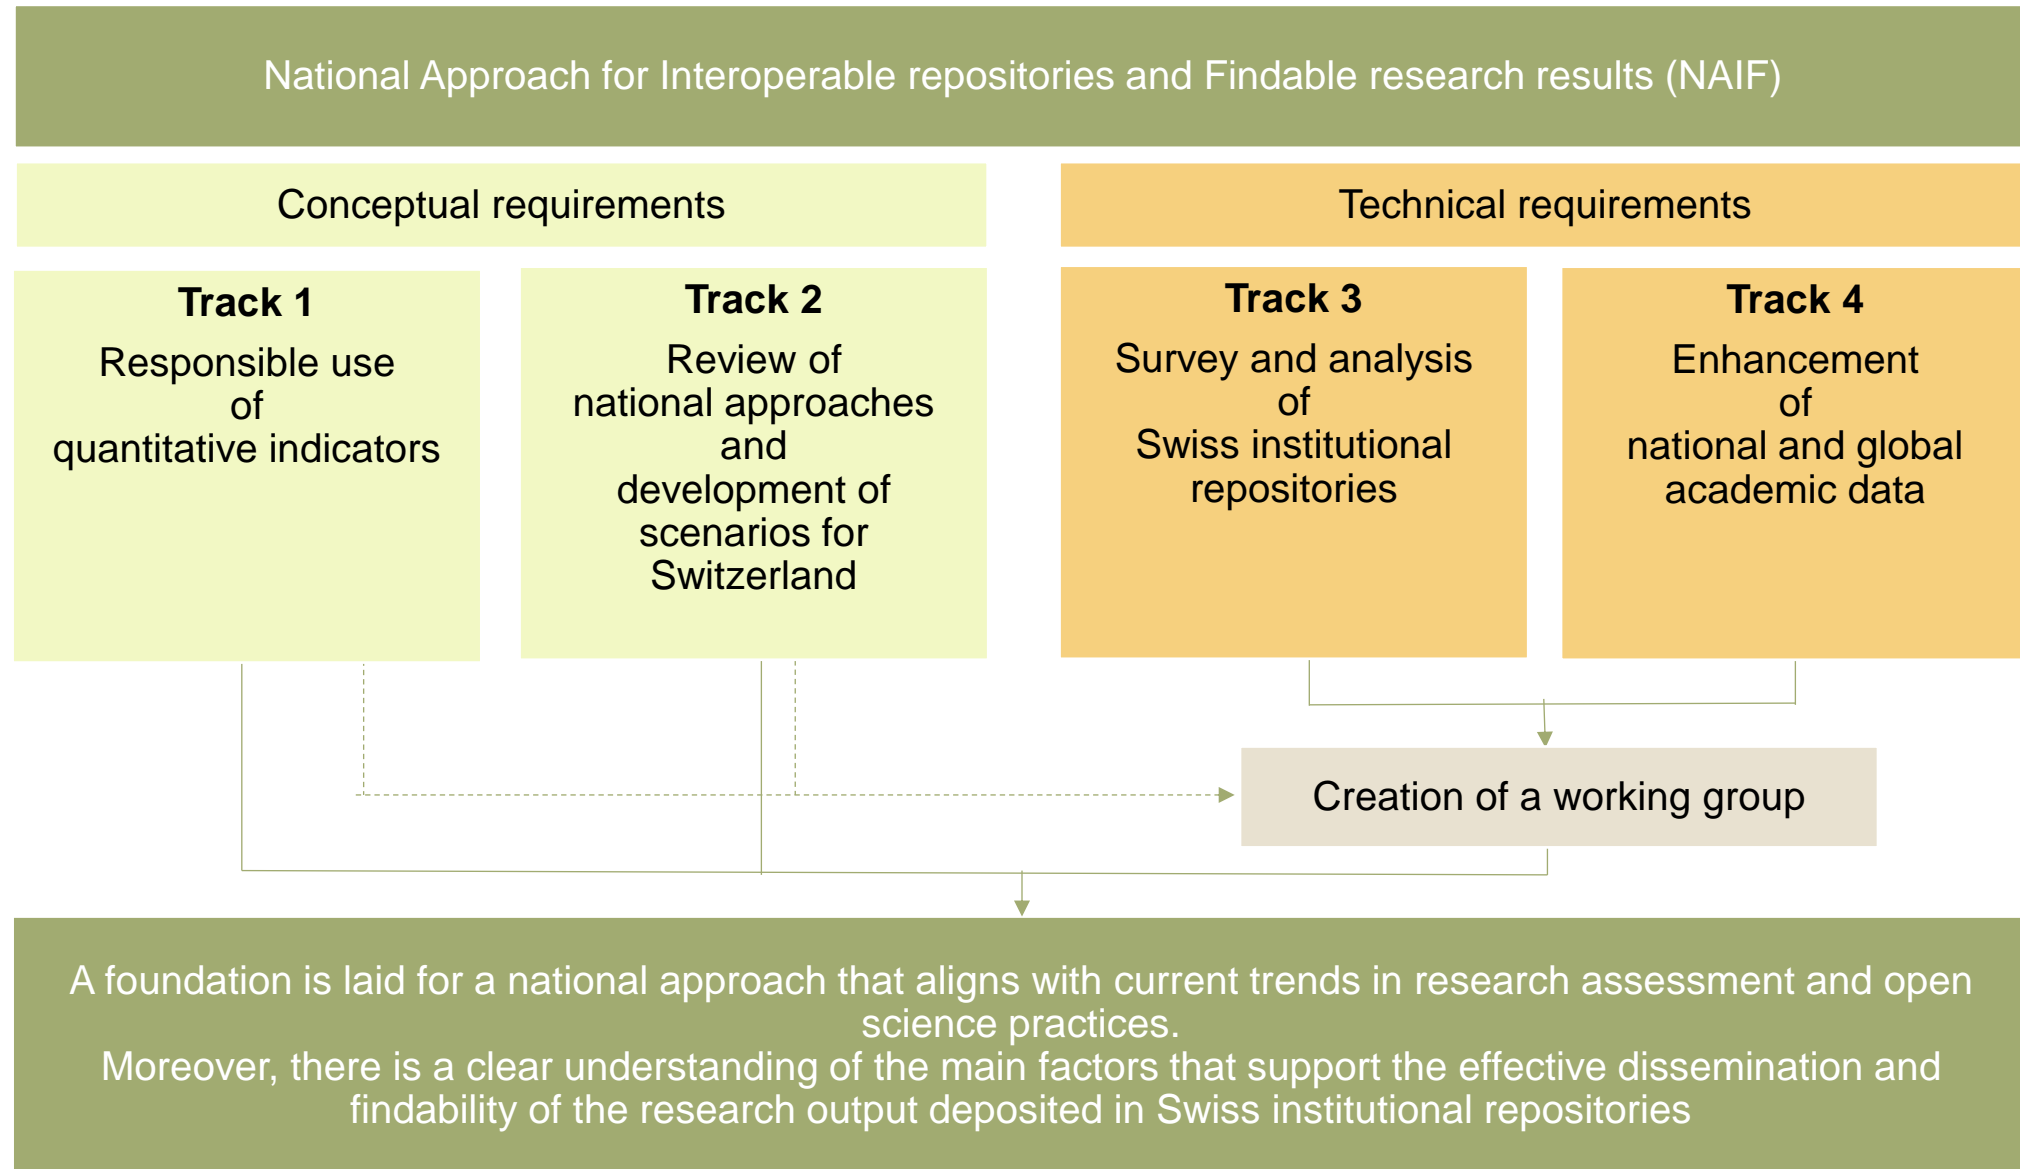 National Approach for Interoperable repositories and Findable research results (NAIF)
Conceptual requirements
Technical requirements
Track 1
Responsible use
of
quantitative indicators
Track 2
Review of
national approaches
and
development of
scenarios for
Switzerland
Track 3
Survey and analysis
of
Swiss institutional
repositories
Track 4
Enhancement
of
national and global
academic data
Creation of a working group
A foundation is laid for a national approach that aligns with current trends in research assessment and open
science practices.
Moreover, there is a clear understanding of the main factors that support the effective dissemination and
findability of the research output deposited in Swiss institutional repositories